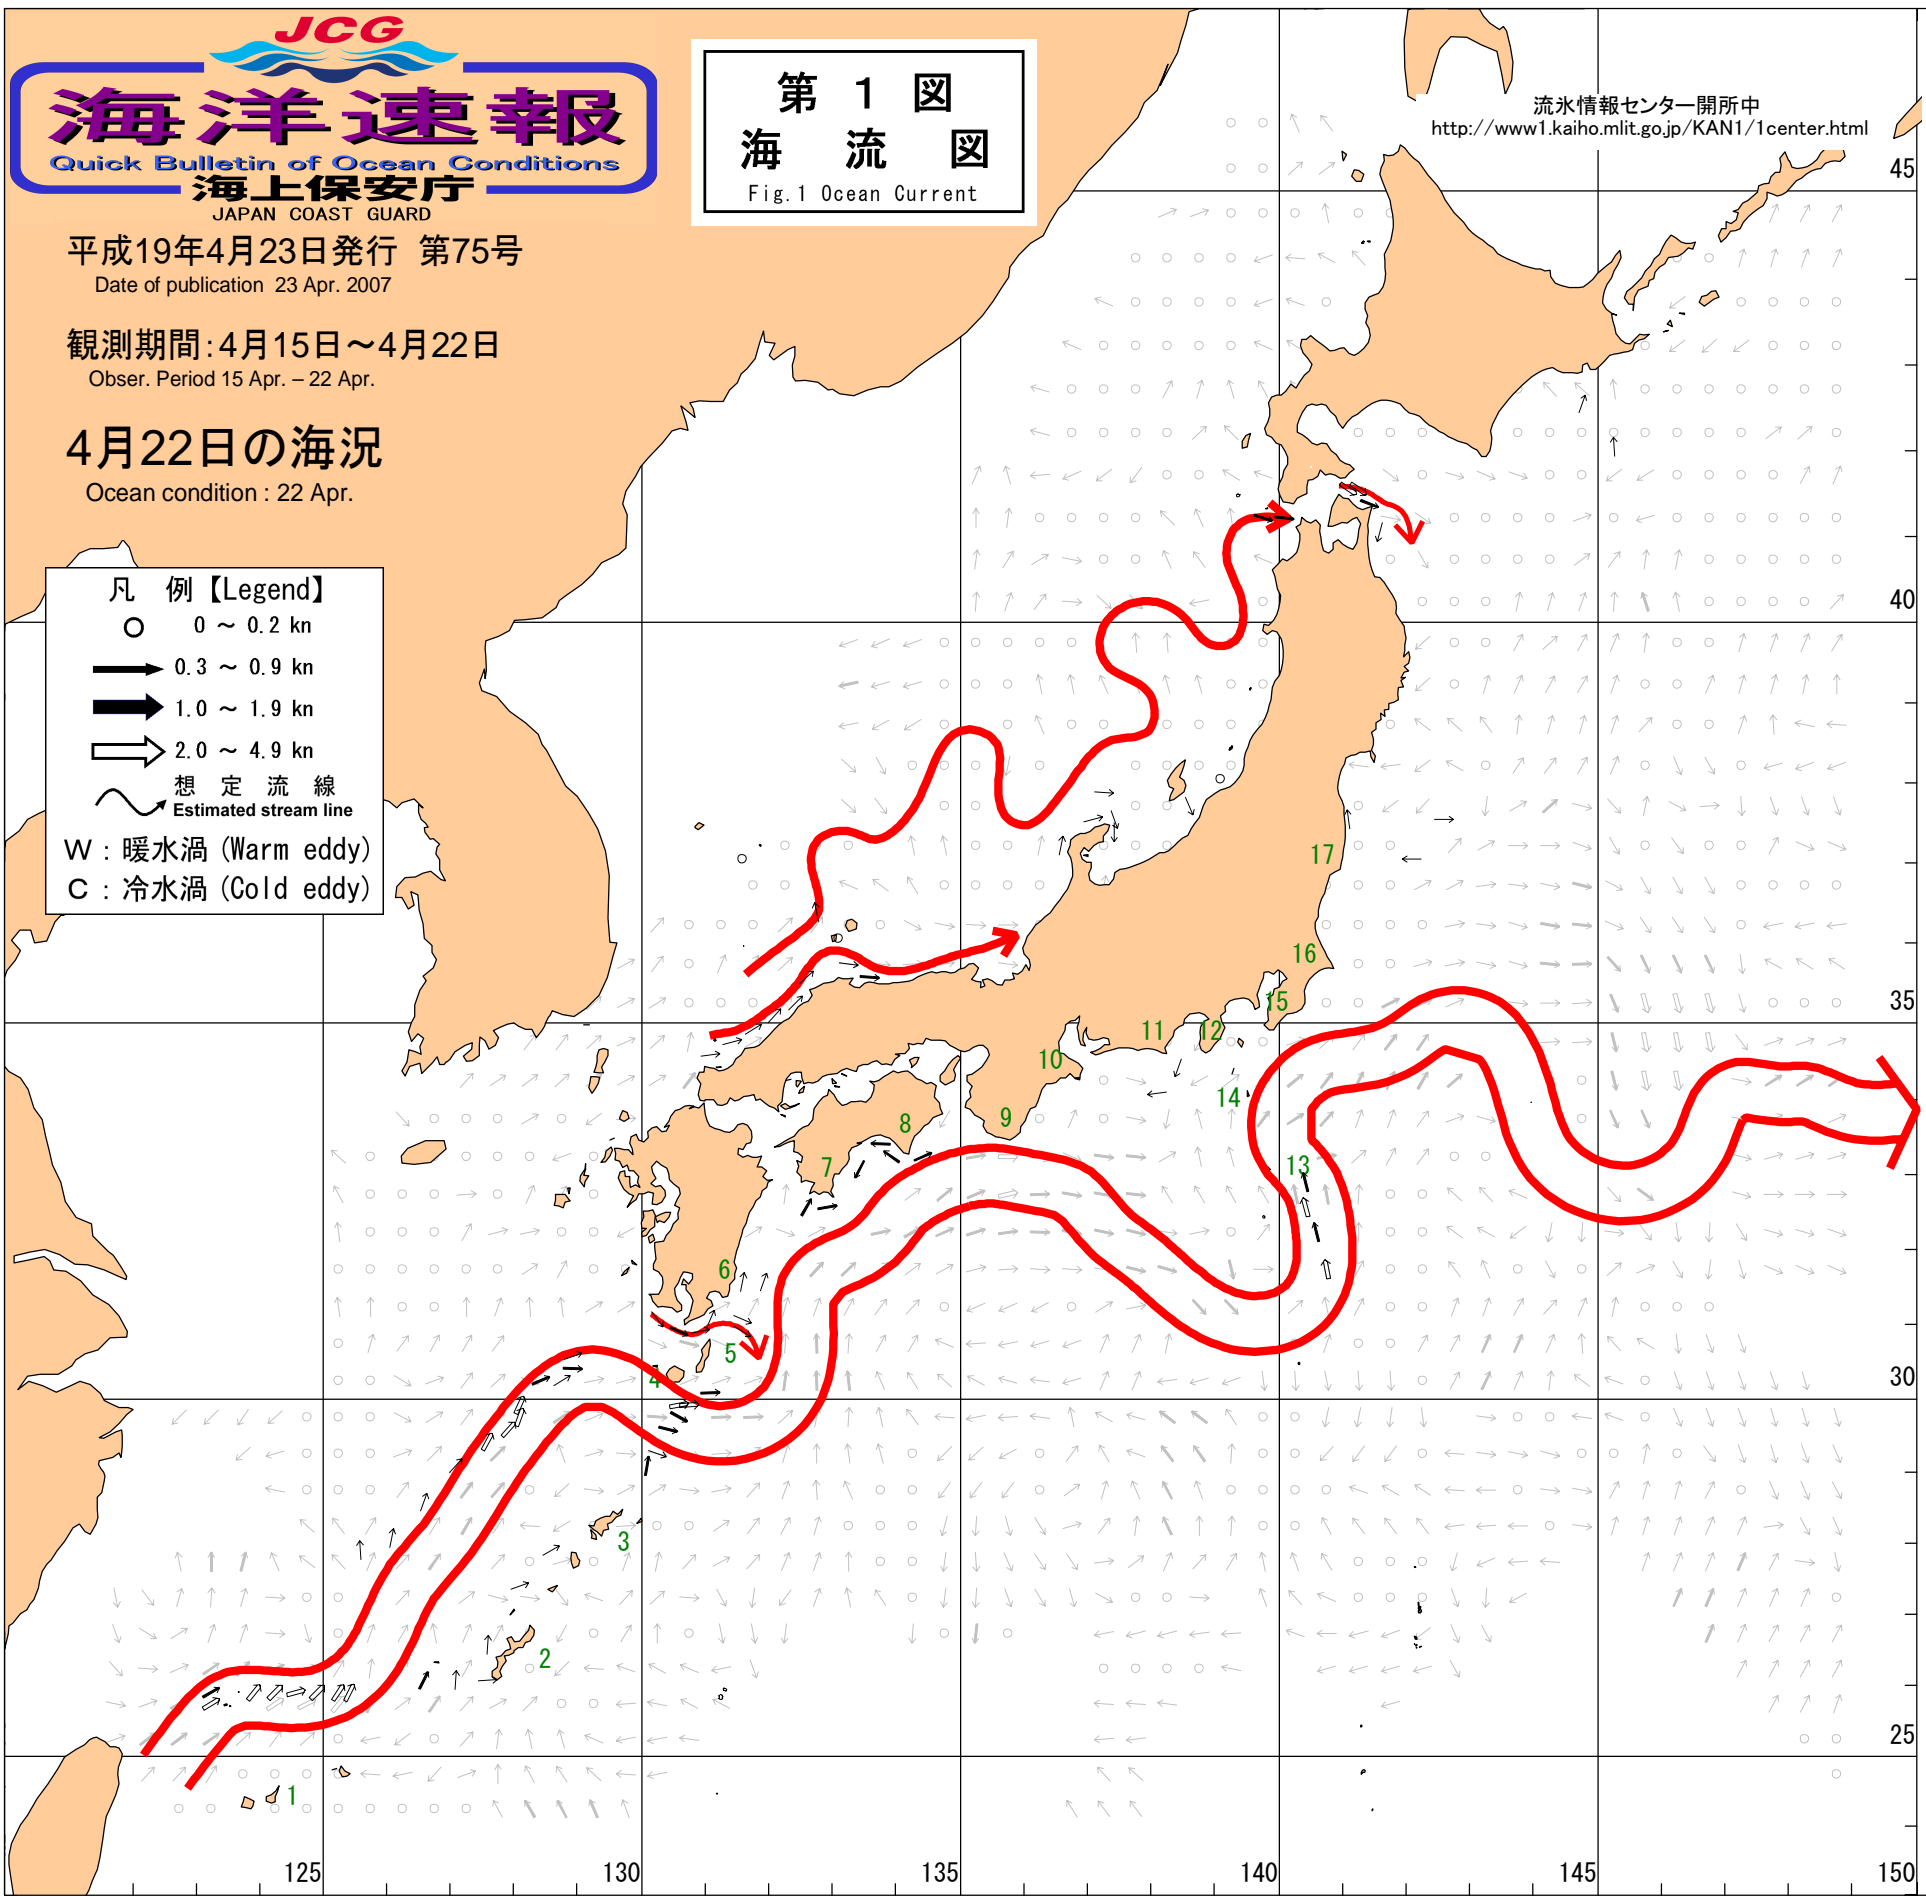 JCG
海洋速報
Quick Bulletin of Ocean Conditions
海上保安庁
JAPAN COAST GUARD
平成19年4月23日発行 第75号
Date of publication 23 Apr. 2007
観測期間:4月15日～4月22日
Obser. Period 15 Apr. – 22 Apr.
4月22日の海況
Ocean condition : 22 Apr.
第 1 図
海 流 図
Fig.1 Ocean Current
流氷情報センター開所中
http://www1.kaiho.mlit.go.jp/KAN1/1center.html
凡 例【Legend】
0 ～ 0.2 kn
0.3 ～ 0.9 kn
1.0 ～ 1.9 kn
2.0 ～ 4.9 kn
想 定 流 線
Estimated stream line
W : 暖水渦 (Warm eddy)
C : 冷水渦 (Cold eddy)
45
40
17
16
35
15
12
11
10
14
9
8
13
7
6
5
4
30
3
2
25
1
125
130
135
140
145
150